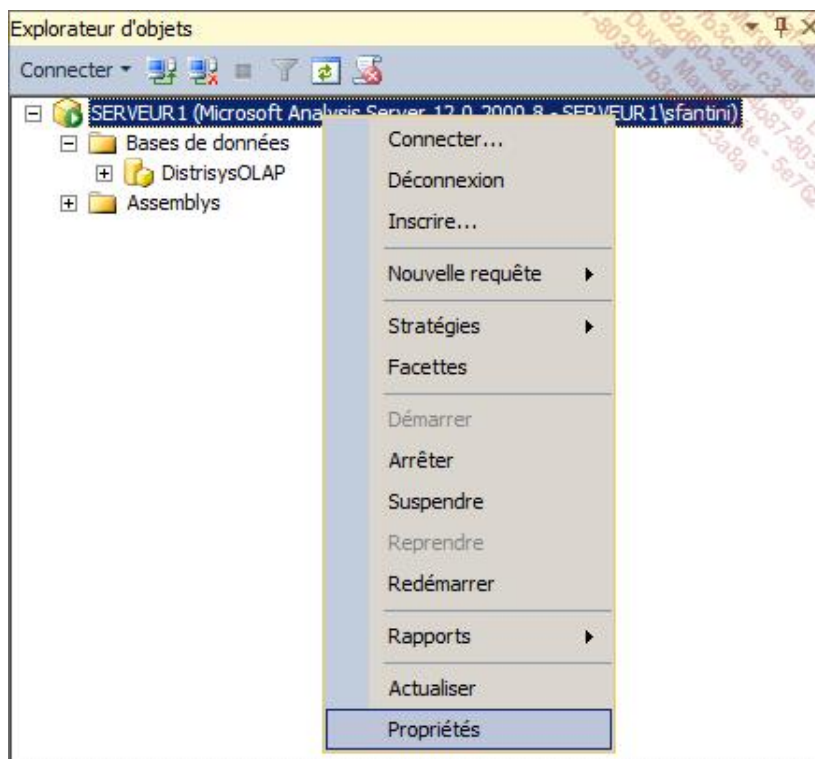 Explorateur d'objets
Connecter
SERVEUR1 (Microsoft Analysis Server 12.0.2000.8 - SERVEUR1\sfantini)
Bases de données
DistrisysOLAP
Assemblys
Connecter...
Déconnexion
Inscrire...
Nouvelle requête
Stratégies
Facettes
Démarrer
Arrêter
Suspendre
Reprendre
Redémarrer
Rapports
Actualiser
Propriétés